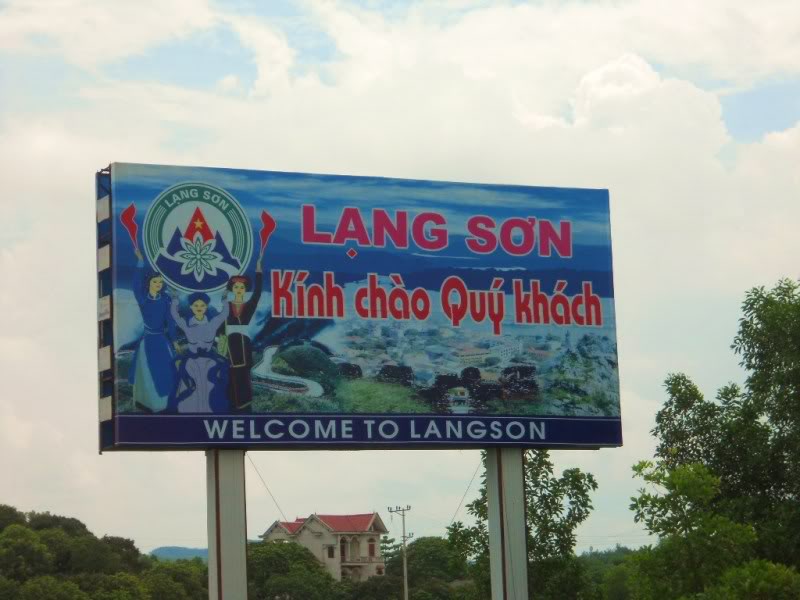 LẠNG SƠN
LẠNG SƠN
Kính chào Quý khách
WELCOME TO LANGSON